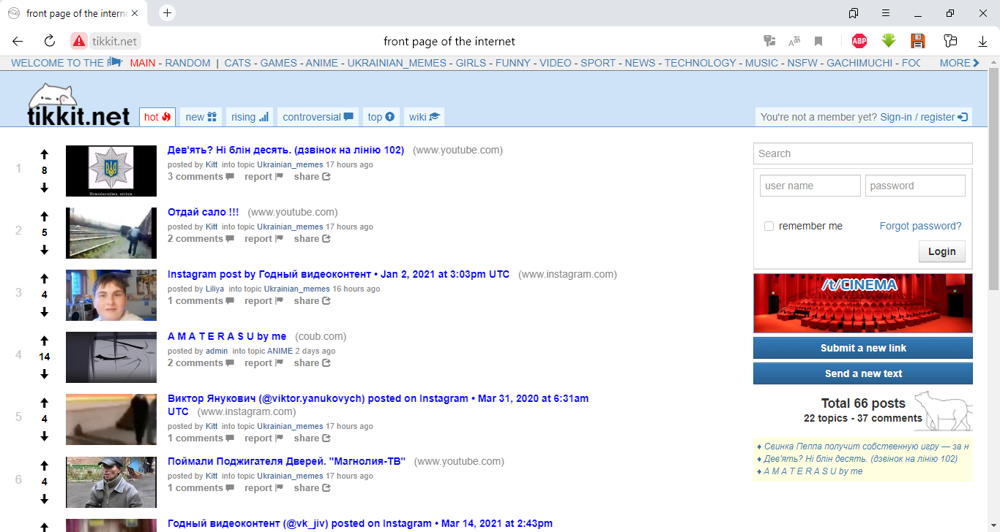 front page of the interne
tikkit.net
front page of the internet
ABP
WELCOME TO THE
MAIN - RANDOM | CATS - GAMES - ANIME - UKRAINIAN_MEMES - GIRLS - FUNNY - VIDEO - SPORT - NEWS - TECHNOLOGY - MUSIC - NSFW - GACHIMUCHI - FOO
MORE
tikkit.net
hot
new
rising
controversial
top
wiki
You're not a member yet? Sign-in / register
1
8
Новопіколаївка, міліція
Дев'ять? Ні блін десять. (дзвінок на лінію 102) (www.youtube.com)
posted by Kitt into topic Ukrainian_memes 17 hours ago
3 comments report share
2
5
Отдай сало !!! (www.youtube.com)
posted by Kitt into topic Ukrainian_memes 17 hours ago
2 comments report share
3
4
Instagram post by Годный видеоконтент • Jan 2, 2021 at 3:03pm UTC (www.instagram.com)
posted by Liliya into topic Ukrainian_memes 16 hours ago
1 comments report share
4
14
A M A T E R A S U by me (coub.com)
posted by admin into topic ANIME 2 days ago
2 comments report share
5
4
Виктор Янукович (@viktor.yanukovych) posted on Instagram • Mar 31, 2020 at 6:31am
UTC (www.instagram.com)
posted by Kitt into topic Ukrainian_memes 17 hours ago
1 comments report share
6
4
Поймали Поджигателя Дверей. "Магнолия-ТВ" (www.youtube.com)
posted by Kitt into topic Ukrainian_memes 17 hours ago
1 comments report share
Годный видеоконтент (@vk_jiv) posted on Instagram • Mar 14, 2021 at 2:43pm
Search
user name
password
remember me
Forgot password?
Login
/t/CINEMA
Submit a new link
Send a new text
Total 66 posts
22 topics - 37 comments
♦ Свинка Пеппа получит собственную игру — за н
♦ Дев'ять? Ні блін десять. (дзвінок на лінію 102)
♦ A M A T E R A S U by me